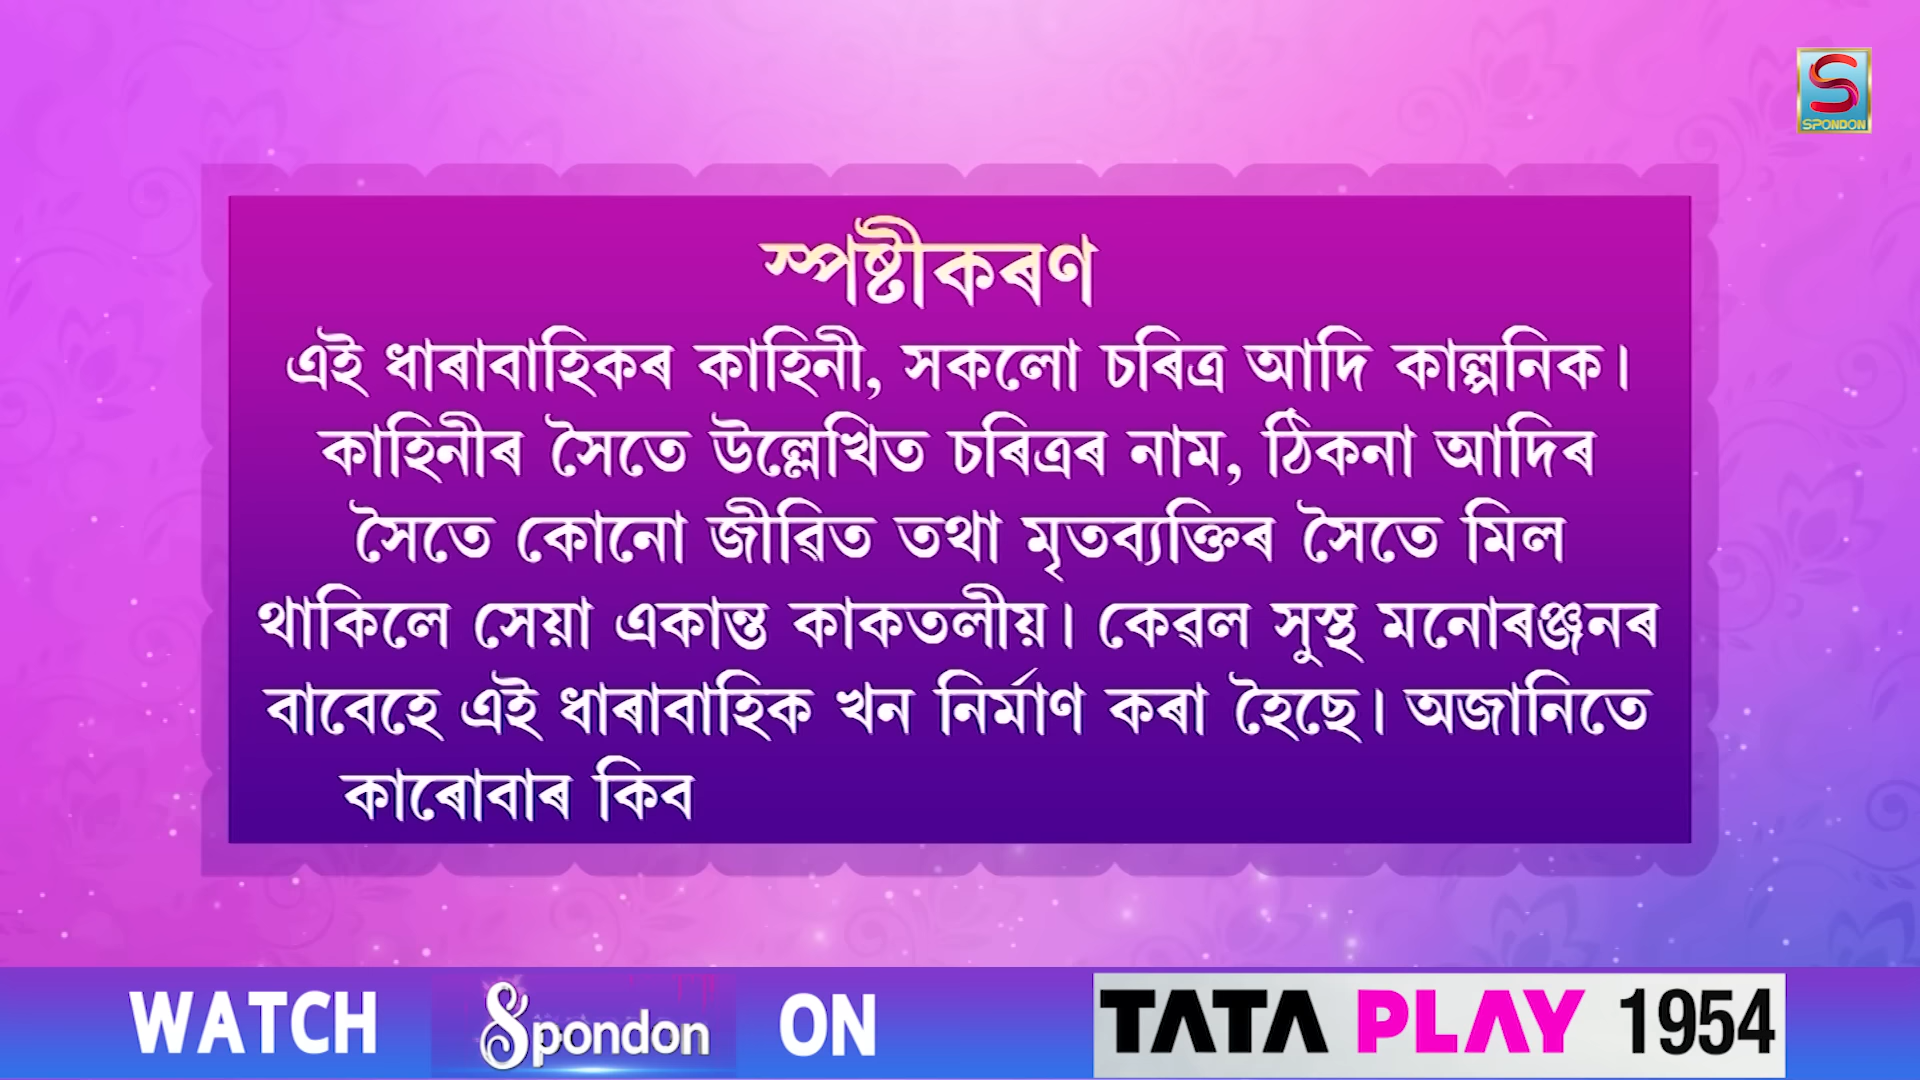 SPONDON
স্পষ্টীকৰণ
এই ধাৰাবাহিকৰ কাহিনী, সকলো চৰিত্ৰ আদি কাল্পনিক।
কাহিনীৰ সৈতে উল্লেখিত চৰিত্ৰৰ নাম, ঠিকনা আদিৰ
সৈতে কোনো জীৱিত তথা মৃতব্যক্তিৰ সৈতে মিল
থাকিলে সেয়া একান্ত কাকতলীয়। কেৱল সুস্থ মনোৰঞ্জনৰ
বাবেহে এই ধাৰাবাহিক খন নিৰ্মাণ কৰা হৈছে। অজানিতে
কাৰোবাৰ কিব
WATCH Spondon ON TATA PLAY 1954